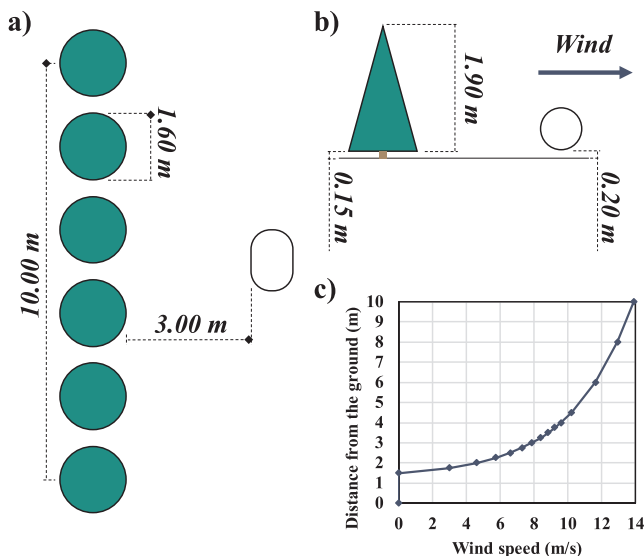 a)
1.60 m
10.00 m
3.00 m
b)
Wind
1.90 m
0.15 m
0.20 m
c)
Distance from the ground (m)
10
9
8
7
6
5
4
3
2
1
0
0 2 4 6 8 10 12 14
Wind speed (m/s)